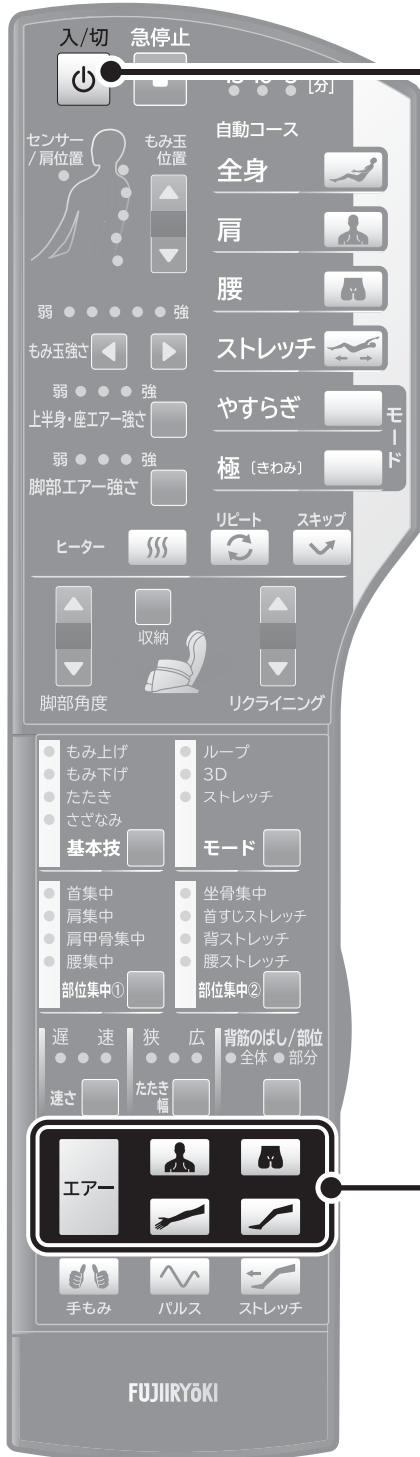 入/切 急停止
[分]
センサー
/肩位置
もみ玉
位置
自動コース
全身
肩
腰
弱 強
もみ玉強さ
ストレッチ
弱 強
上半身・座エアー強さ
やすらぎ
弱 強
脚部エアー強さ
極 [きわみ]
モード
ヒーター
リピート
スキップ
収納
脚部角度
リクライニング
もみ上げ
もみ下げ
たたき
さざなみ
基本技
ループ
3D
ストレッチ
モード
首集中
肩集中
肩甲骨集中
腰集中
部位集中①
坐骨集中
首すじストレッチ
背ストレッチ
腰ストレッチ
部位集中②
遅 速
速さ
狭 広
たたき
幅
背筋のばし/部位
全体 部分
エアー
手もみ
パルス
ストレッチ
FUJIIRYōKI